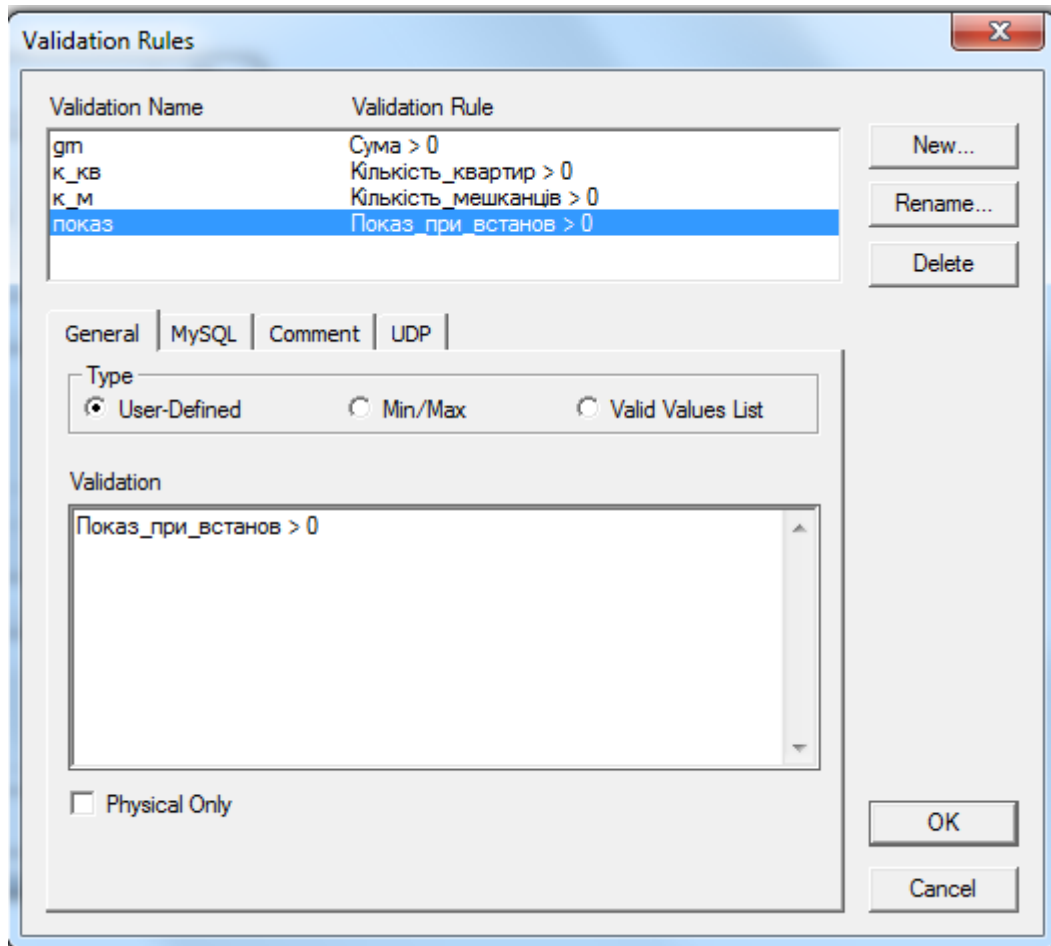 Validation Rules
Validation Name Validation Rule
grn Сума > 0
к_кв Кількість_квартир > 0
к_м Кількість_мешканців > 0
показ Показ_при_встанов > 0
New...
Rename...
Delete
General MySQL Comment UDP
Type
User-Defined Min/Max Valid Values List
Validation
Показ_при_встанов > 0
Physical Only
OK
Cancel